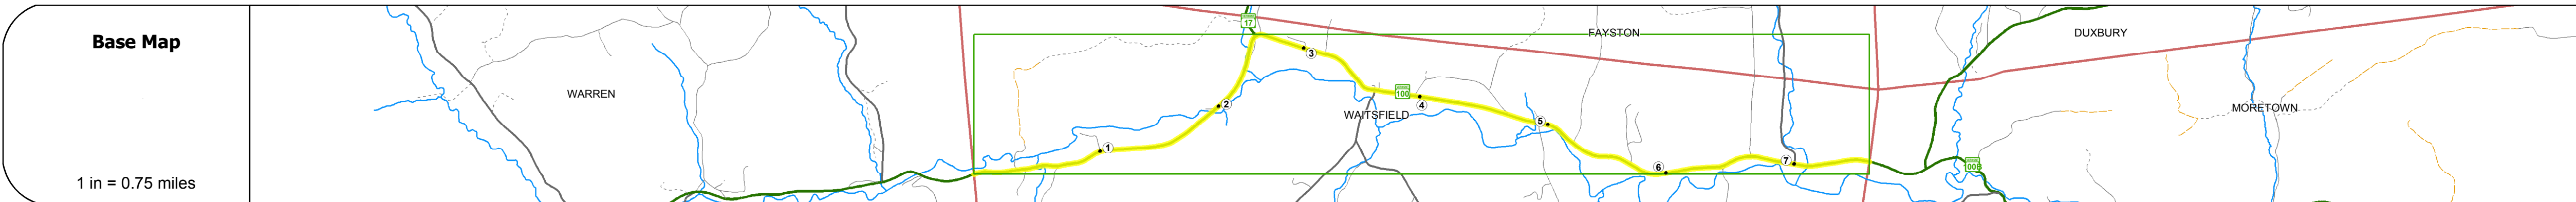 Base Map
1 in = 0.75 miles
WARREN
17
FAYSTON
DUXBURY
3
100
2
4
WAITSFIELD
MORETOWN
5
1
6
7
100B